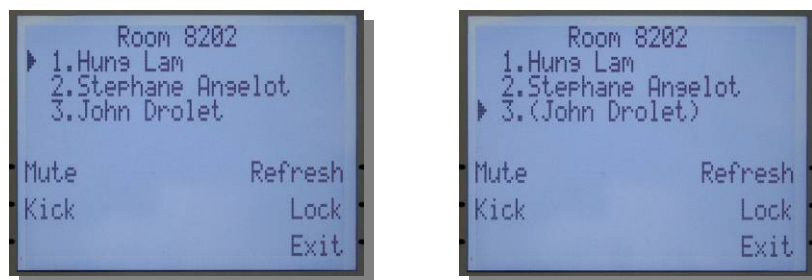 Room 8202
1.Hung Lam
2.Stephane Angelot
3.John Drolet
Mute Refresh
Kick Lock
Exit
Room 8202
1.Hung Lam
2.Stephane Angelot
3.(John Drolet)
Mute Refresh
Kick Lock
Exit